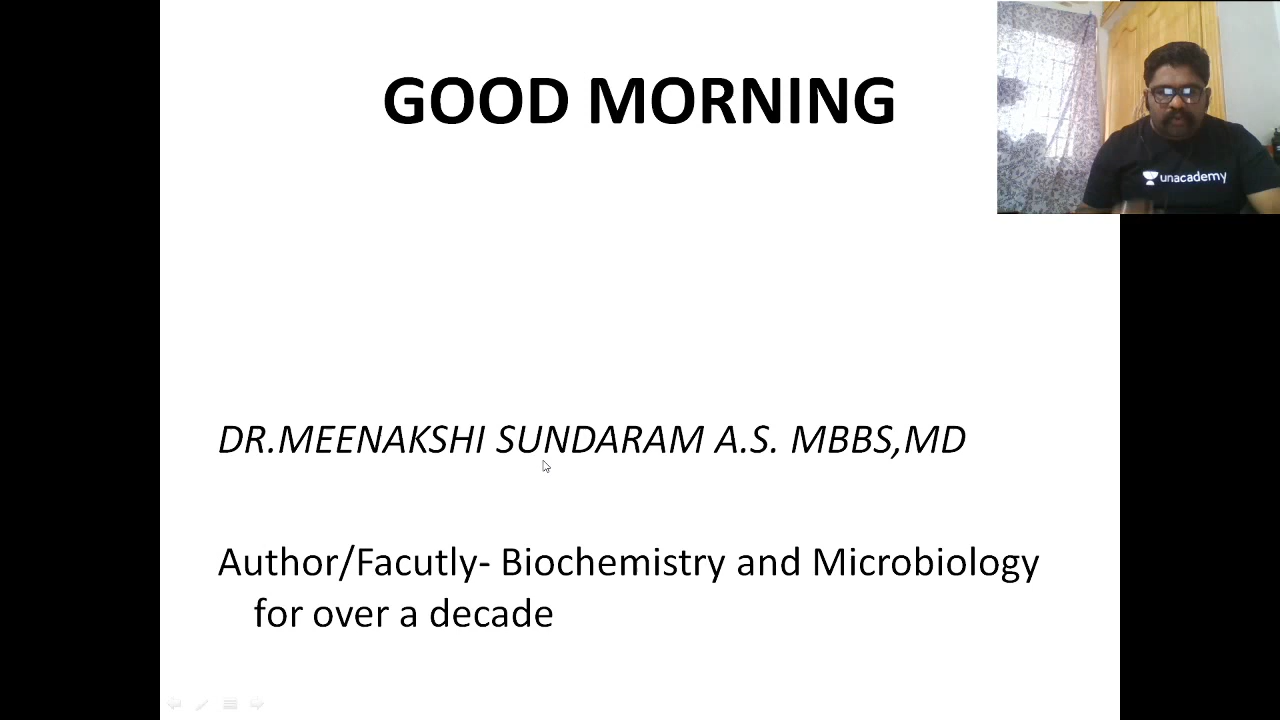 GOOD MORNING
unacademy
DR.MEENAKSHI SUNDARAM A.S. MBBS,MD
Author/Facutly- Biochemistry and Microbiology
for over a decade